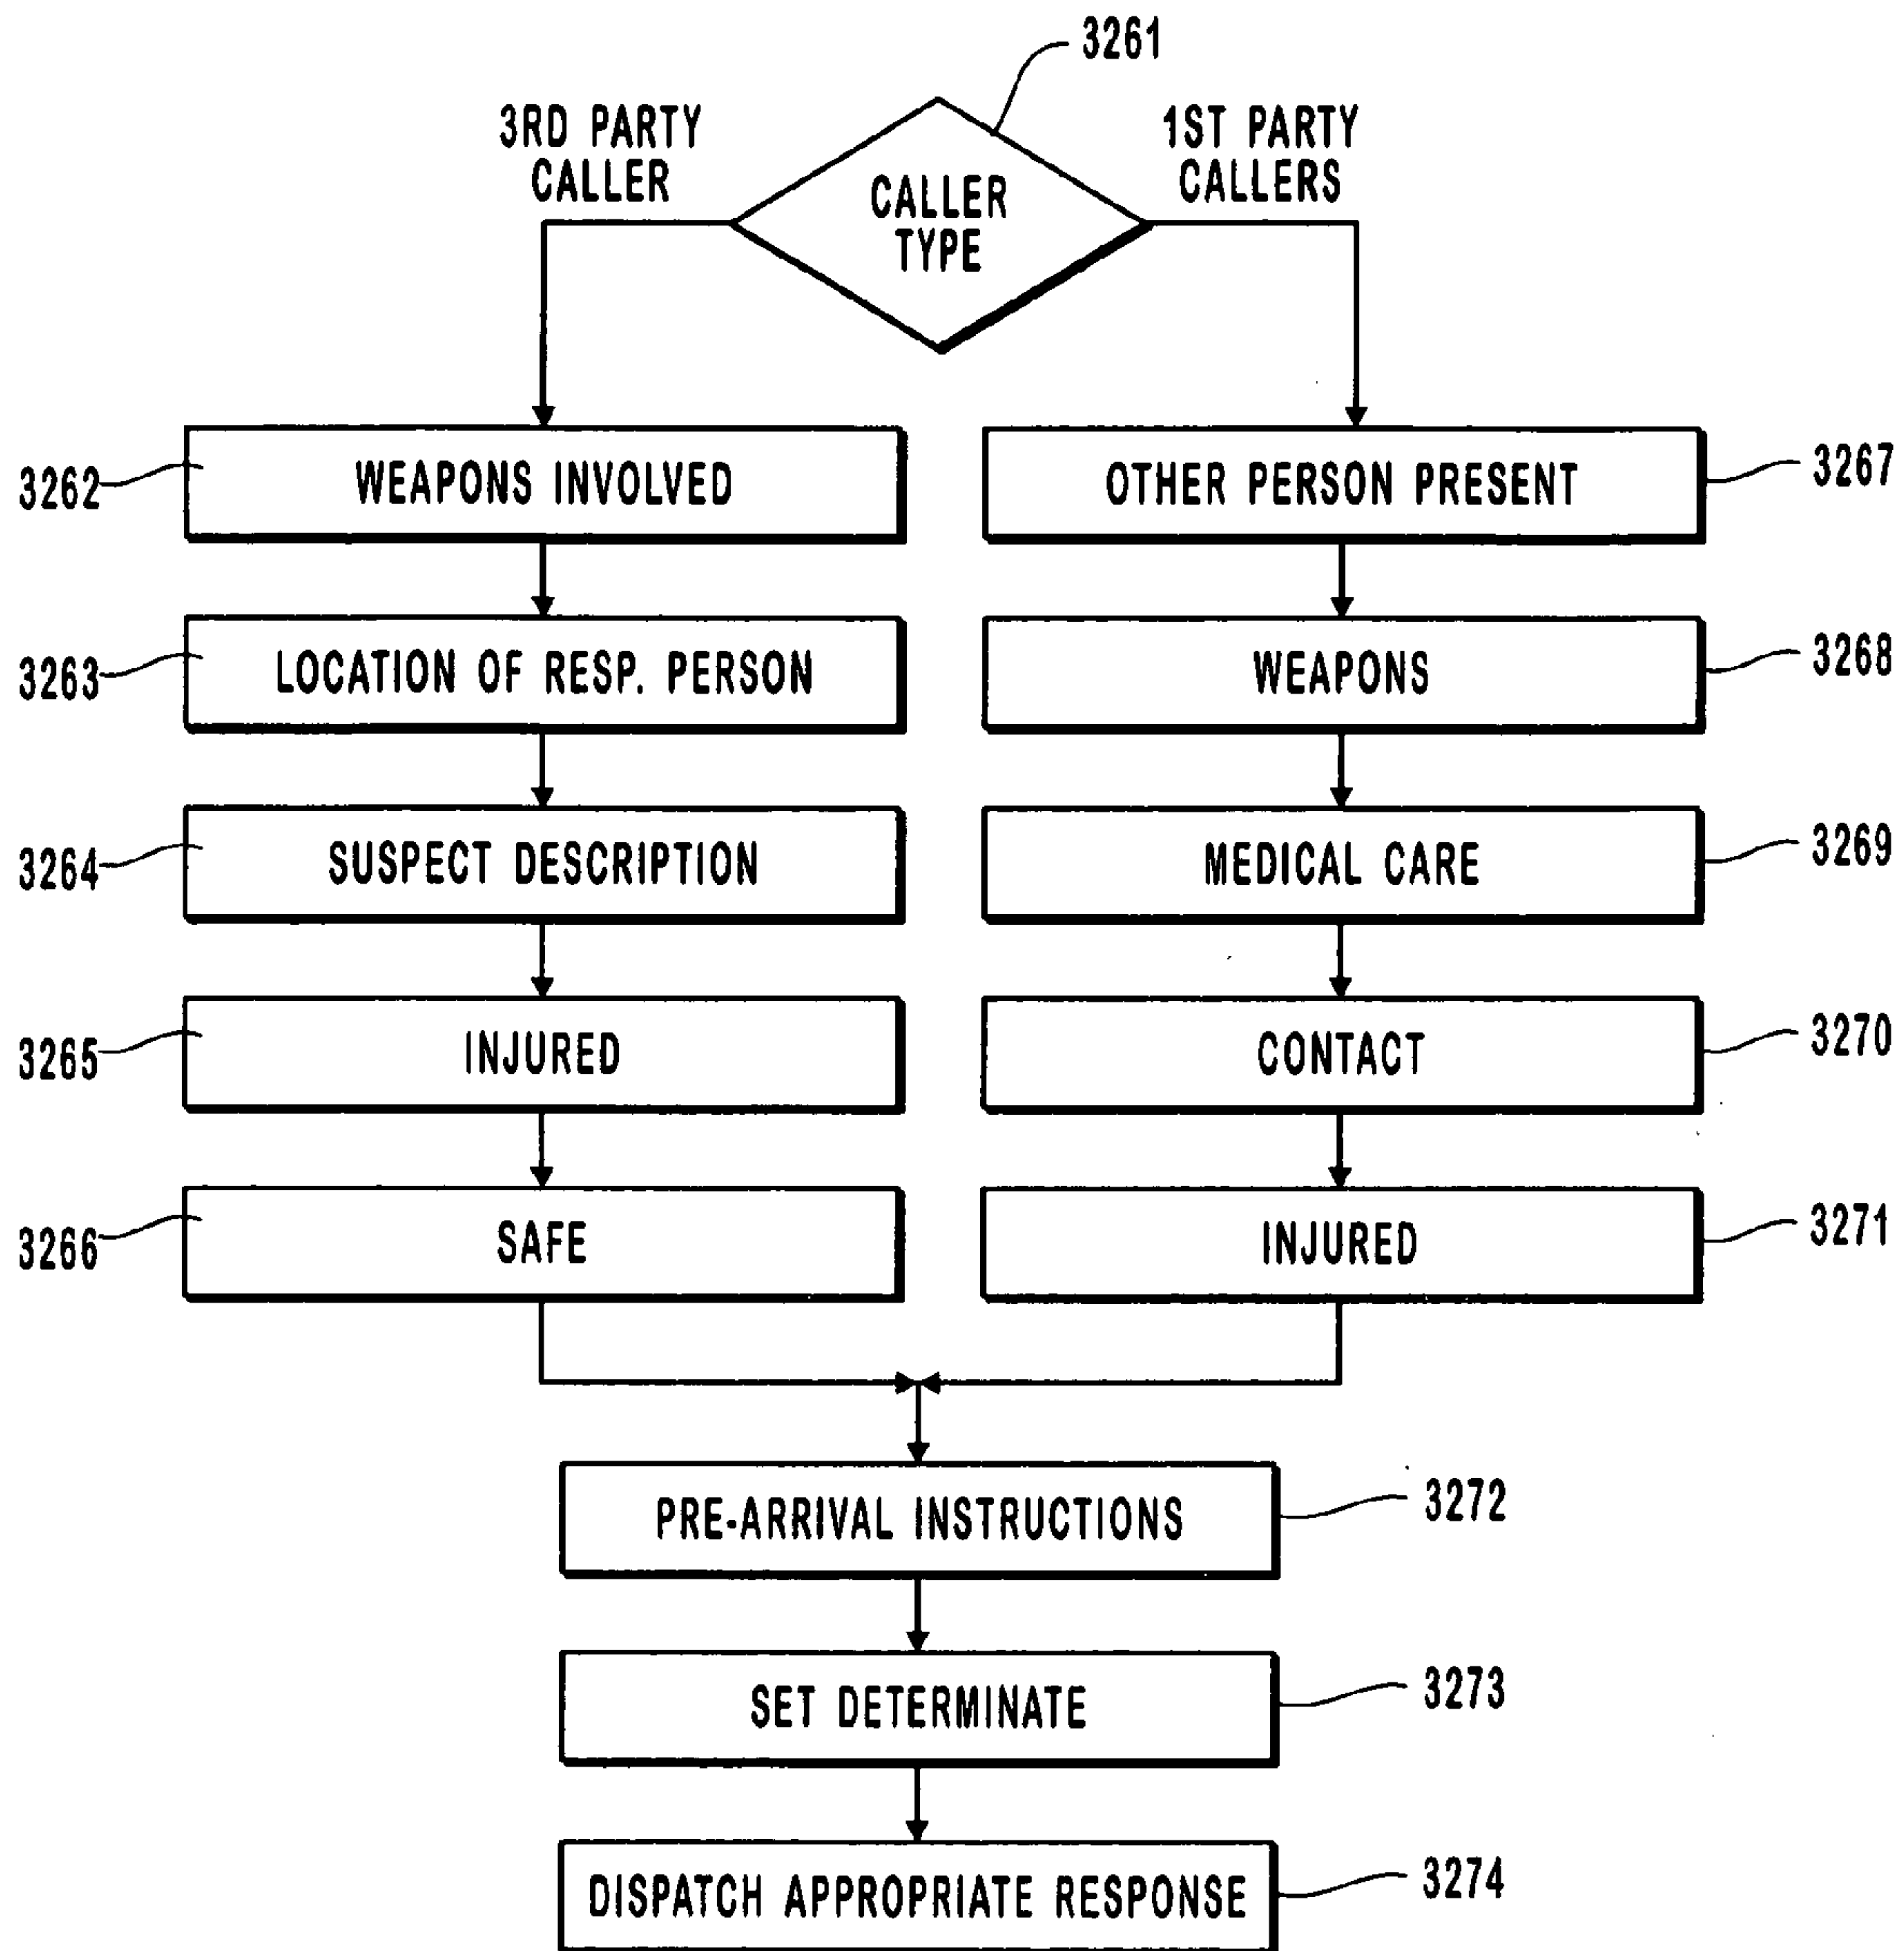 3261
3RD PARTY
CALLER
1ST PARTY
CALLERS
CALLER
TYPE
3262
WEAPONS INVOLVED
OTHER PERSON PRESENT
3267
3263
LOCATION OF RESP. PERSON
WEAPONS
3268
3264
SUSPECT DESCRIPTION
MEDICAL CARE
3269
3265
INJURED
CONTACT
3270
3266
SAFE
INJURED
3271
PRE-ARRIVAL INSTRUCTIONS
3272
SET DETERMINATE
3273
DISPATCH APPROPRIATE RESPONSE
3274